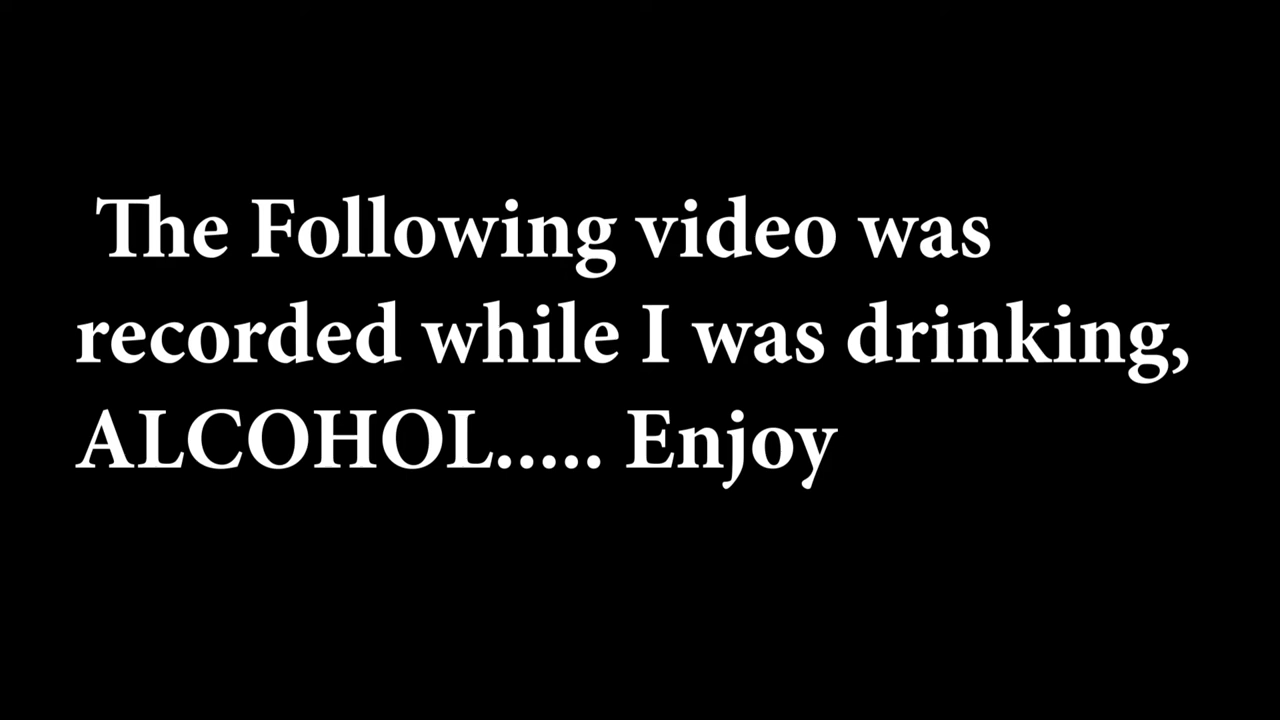 The Following video was
recorded while I was drinking,
ALCOHOL..... Enjoy